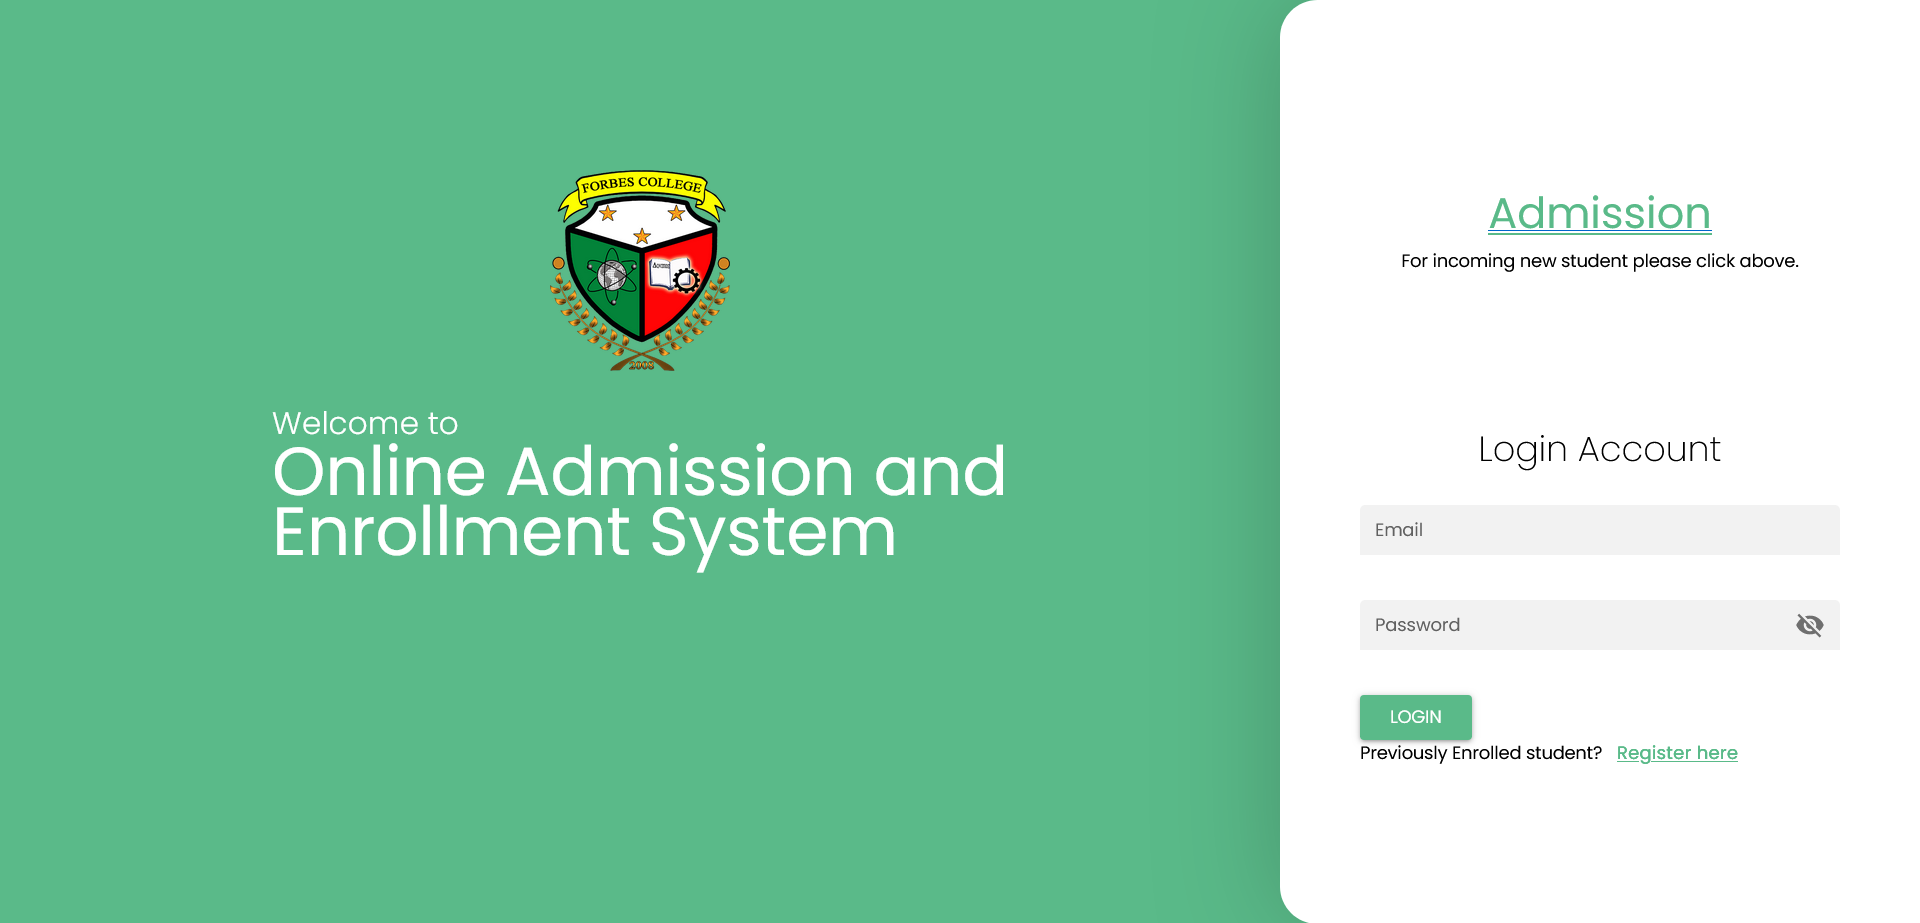 FORBES COLLEGE
2008
Welcome to
Online Admission and
Enrollment System
Admission
For incoming new student please click above.
Login Account
Email
Password
LOGIN
Previously Enrolled student? Register here